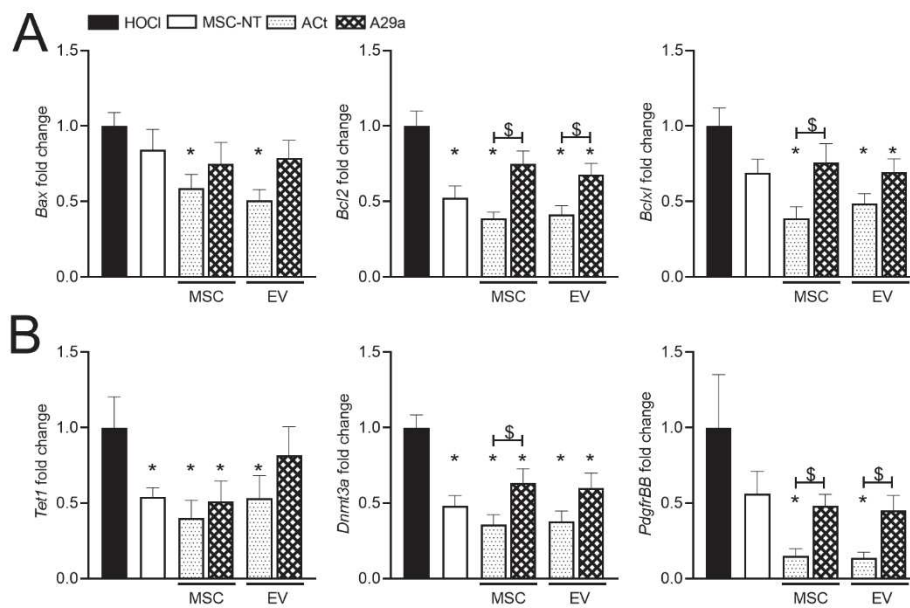 HOCl MSC-NT ACt A29a
A
Bax fold change
1.5
1.0
0.5
0.0
*
*
MSC EV
Bcl2 fold change
1.5
1.0
0.5
0.0
$ $
* * * * *
MSC EV
Bclxl fold change
1.5
1.0
0.5
0.0
$
* * *
MSC EV
B
Tet1 fold change
1.5
1.0
0.5
0.0
* * * *
MSC EV
Dnmt3a fold change
1.5
1.0
0.5
0.0
$
* * * * *
MSC EV
PdgfrBB fold change
2.0
1.5
1.0
0.5
0.0
$ $
* *
MSC EV